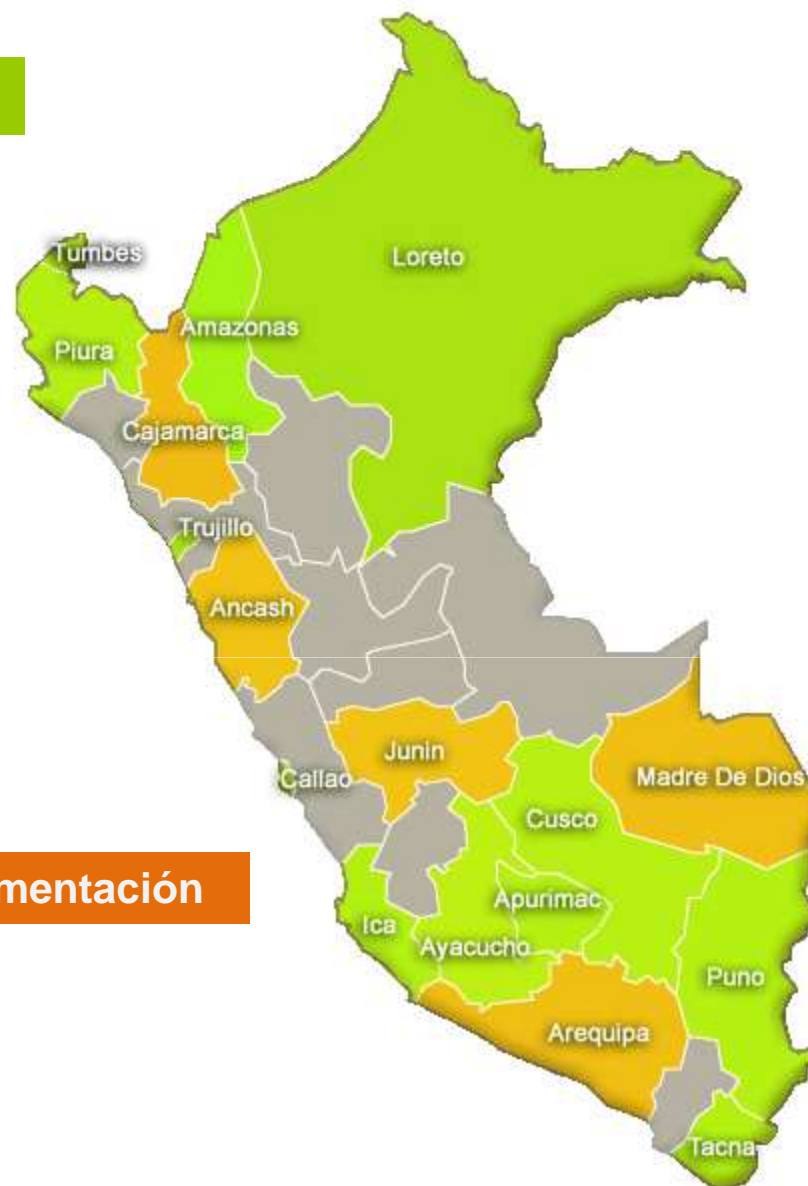 Tumbes
Loreto
Amazonas
Piura
Cajamarca
Trujillo
Ancash
Junin
Callao
Madre De Dios
Cusco
mentación
Apurimac
Ica
Ayacucho
Puno
Arequipa
Tacna